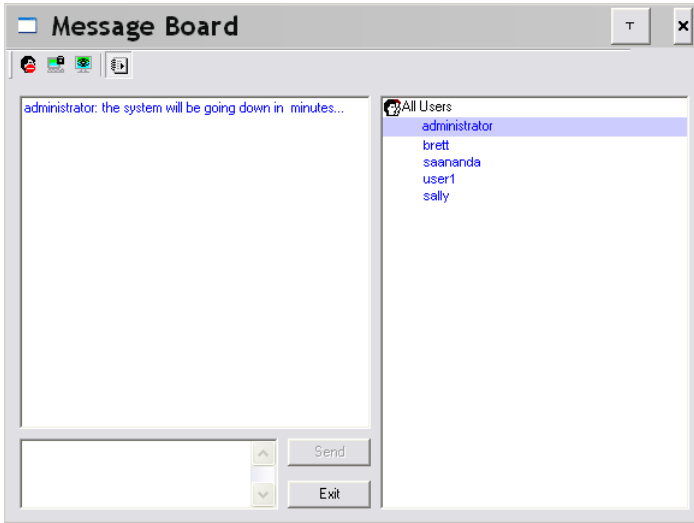 Message Board
T
administrator: the system will be going down in  minutes...
All Users
administrator
brett
saananda
user1
sally
Send
Exit